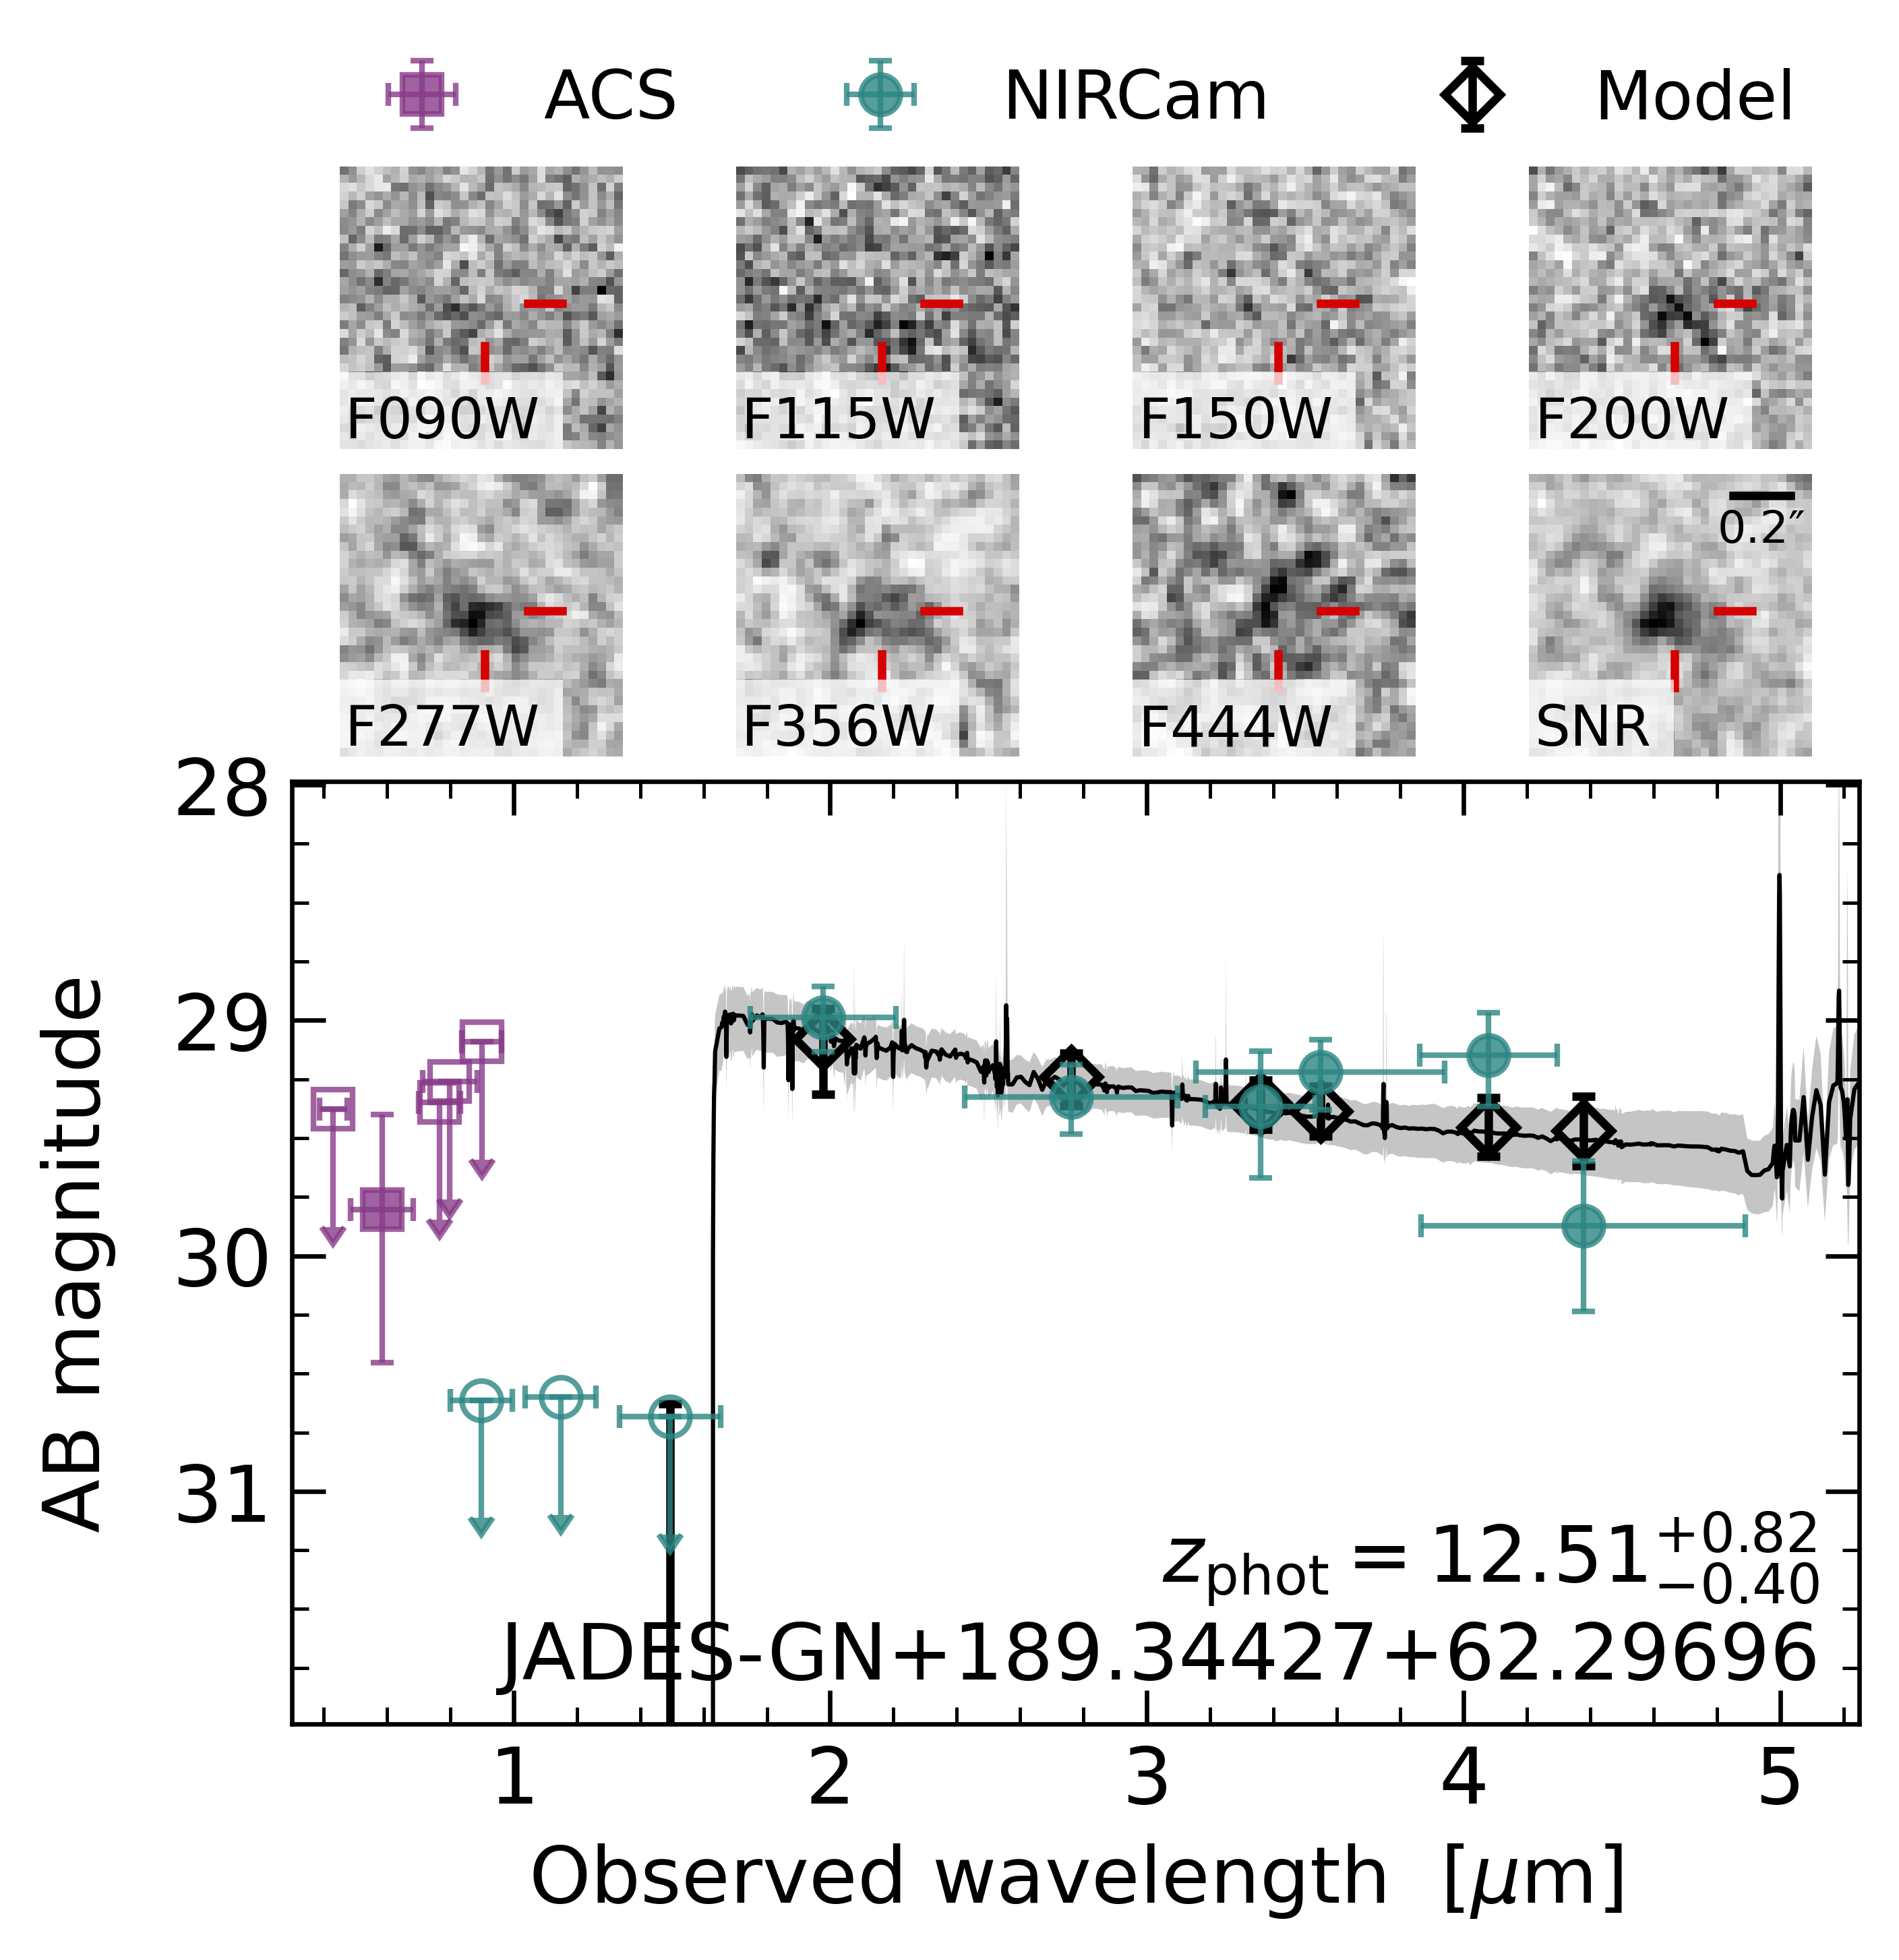 ACS NIRCam Model
F090W F115W F150W F200W
0.2″
F277W F356W F444W SNR
28
29
30
31
AB magnitude
z_phot = 12.51 +0.82 −0.40
JADES-GN+189.34427+62.29696
1 2 3 4 5
Observed wavelength [μm]